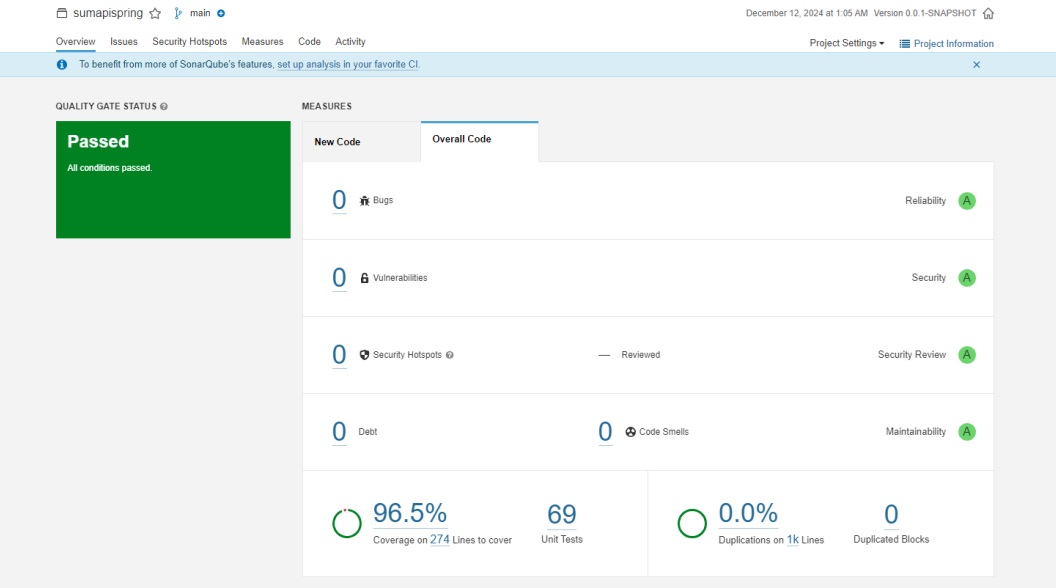 sumapispring main
December 12, 2024 at 1:05 AM Version 0.0.1-SNAPSHOT
Overview Issues Security Hotspots Measures Code Activity
Project Settings Project Information
To benefit from more of SonarQube's features, set up analysis in your favorite CI.
QUALITY GATE STATUS
Passed
All conditions passed.
MEASURES
New Code
Overall Code
0 Bugs Reliability A
0 Vulnerabilities Security A
0 Security Hotspots — Reviewed Security Review A
0 Debt 0 Code Smells Maintainability A
96.5%
Coverage on 274 Lines to cover
69
Unit Tests
0.0%
Duplications on 1k Lines
0
Duplicated Blocks